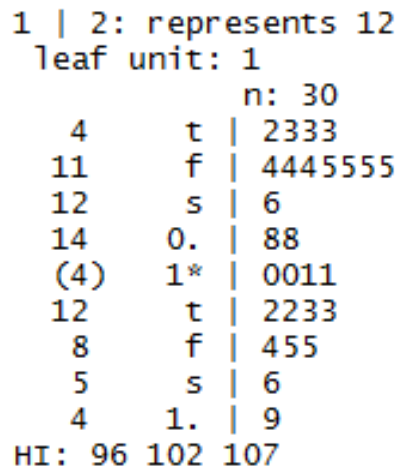 1 | 2: represents 12
leaf unit: 1
n: 30
4 t | 2333
11 f | 4445555
12 s | 6
14 0. | 88
(4) 1* | 0011
12 t | 2233
8 f | 455
5 s | 6
4 1. | 9
HI: 96 102 107